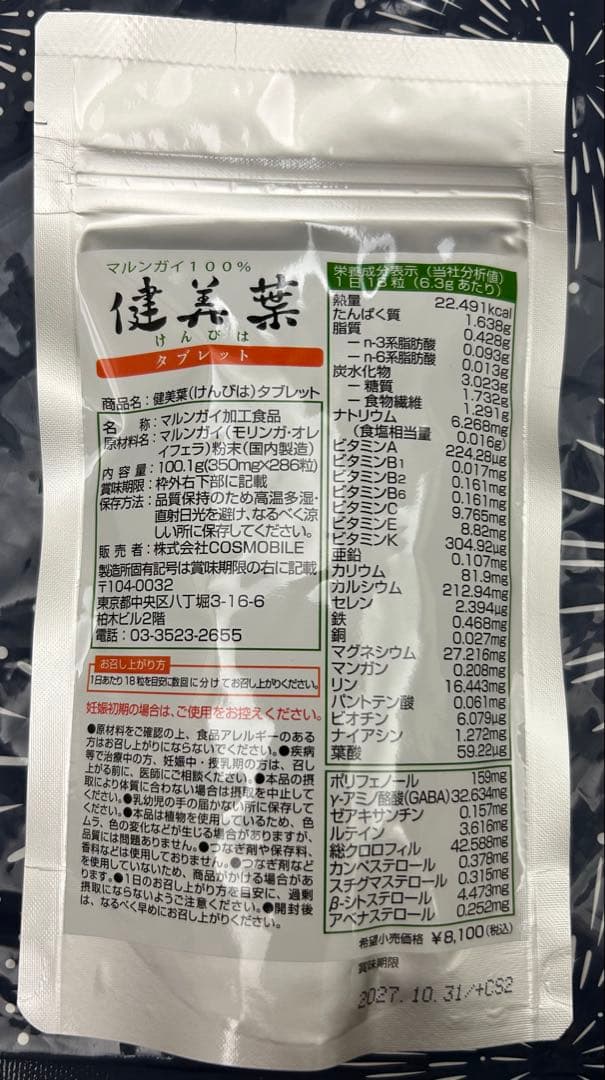 マルンガイ100%
健美葉
けんびは
タブレット
商品名：健美葉（けんびは）タブレット
名　称：マルンガイ加工食品
原材料名：マルンガイ（モリンガ・オレ
イフェラ）粉末（国内製造）
内 容 量：100.1g(350mg×286粒)
賞味期限：枠外右下部に記載
保存方法：品質保持のため高温多湿・
直射日光を避け、なるべく涼
しい所に保存してください。
販 売 者：株式会社COSMOBILE
製造所固有記号は賞味期限の右に記載
〒104-0032
東京都中央区八丁堀3-16-6
柏木ビル2階
電話：03-3523-2655
お召し上がり方
1日あたり18粒を目安に数回に分けてお召し上がりください。
妊娠初期の場合は、ご使用をお控えください。
●原材料をご確認の上、食品アレルギーのある
方はお召し上がりにならないでください。●疾病
等で治療中の方、妊娠中・授乳期の方は、召し
上がる前に、医師にご相談ください。●本品の摂
取により体質に合わない場合は摂取を中止して
ください。●乳幼児の手の届かない所に保存して
ください。●本品は植物を使用しているため、色
ムラ、色の変化などが生じる場合がありますが、
品質には問題ありません。●つなぎ剤や保存料、
香料などは使用しておりません。●つなぎ剤など
を使用していないため、商品がかける場合があ
ります。●1日のお召し上がり方を目安に、過剰
摂取にならないようご注意ください。●開封後
は、なるべく早めにお召し上がりください。
栄養成分表示（当社分析値）
1日18粒（6.3gあたり）
熱量 22.491kcal
たんぱく質 1.638g
脂質 0.428g
－n-3系脂肪酸 0.093g
－n-6系脂肪酸 0.013g
炭水化物 3.023g
－糖質 1.732g
－食物繊維 1.291g
ナトリウム 6.268mg
（食塩相当量 0.016g）
ビタミンA 224.28μg
ビタミンB1 0.017mg
ビタミンB2 0.161mg
ビタミンB6 0.161mg
ビタミンC 9.765mg
ビタミンE 8.82mg
ビタミンK 304.92μg
亜鉛 0.107mg
カリウム 81.9mg
カルシウム 212.94mg
セレン 2.394μg
鉄 0.468mg
銅 0.027mg
マグネシウム 27.216mg
マンガン 0.208mg
リン 16.443mg
パントテン酸 0.061mg
ビオチン 6.079μg
ナイアシン 1.272mg
葉酸 59.22μg
ポリフェノール 159mg
γ-アミノ酪酸(GABA) 32.634mg
ゼアキサンチン 0.157mg
ルテイン 3.616mg
総クロロフィル 42.588mg
カンペステロール 0.378mg
スチグマステロール 0.315mg
β-シトステロール 4.473mg
アベナステロール 0.252mg
希望小売価格 ￥8,100(税込)
賞味期限
2027.10.31/+CS2